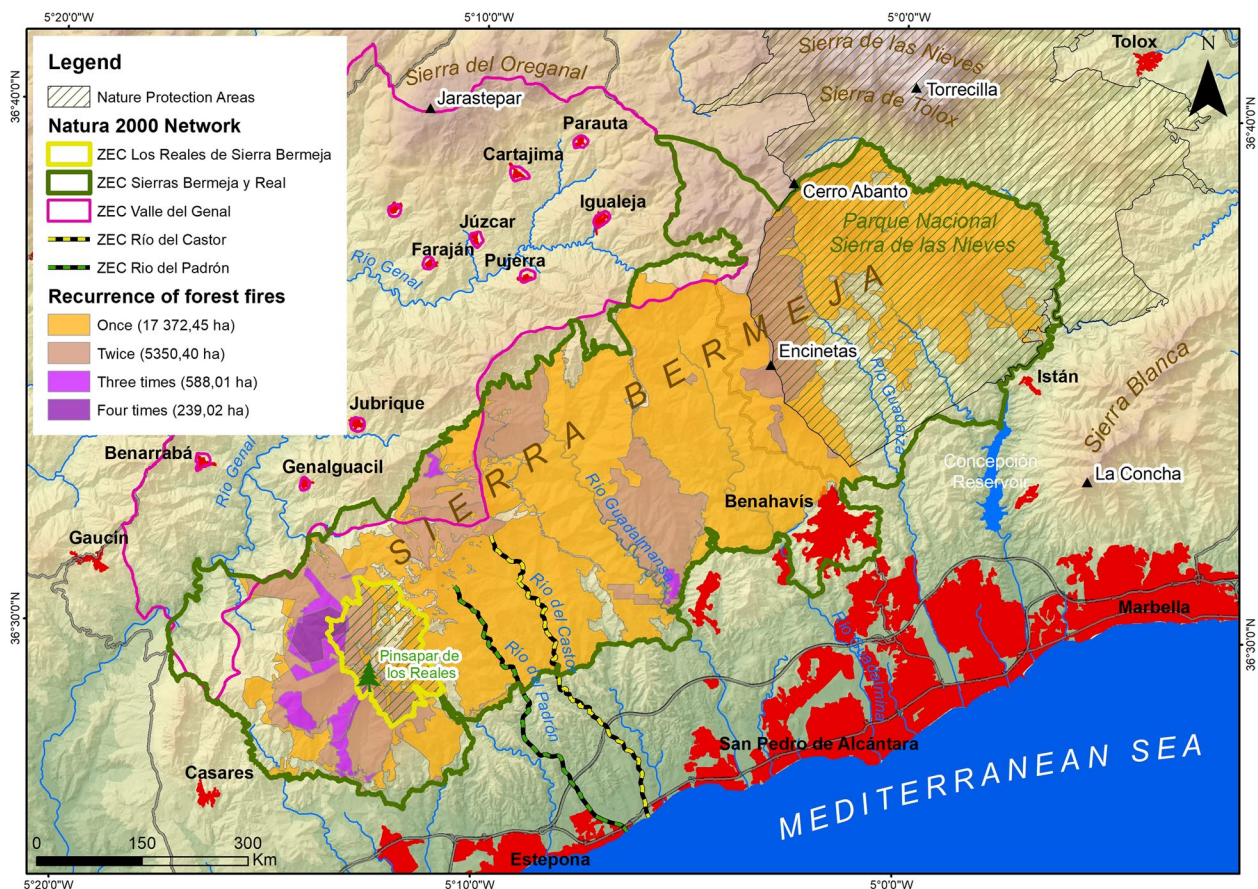 5°20'0"W
5°10'0"W
5°0'0"W
Legend
Nature Protection Areas
Natura 2000 Network
ZEC Los Reales de Sierra Bermeja
ZEC Sierras Bermeja y Real
ZEC Valle del Genal
ZEC Río del Castor
ZEC Rio del Padrón
Recurrence of forest fires
Once (17 372,45 ha)
Twice (5350,40 ha)
Three times (588,01 ha)
Four times (239,02 ha)
36°40'0"N
36°40'0"N
N
Tolox
Sierra de las Nieves
Sierra del Oreganal
Torrecilla
Sierra de Tolox
Jarastepar
Parauta
Cartajima
Cerro Abanto
Igualeja
Parque Nacional
Sierra de las Nieves
Júzcar
Faraján
Pujerra
Río Genal
SIERRA BERMEJA
Encinetas
Istán
Sierra Blanca
Río Guadaiza
Jubrique
Benarrabá
Genalguacil
Río Genal
Concepción
Reservoir
La Concha
Benahavís
Río Guadalmansa
Gaucín
36°30'0"N
36°30'0"N
Marbella
Río del Castor
Río Guadalmina
Pinsapar de
los Reales
Río del Padrón
San Pedro de Alcántara
MEDITERRANEAN SEA
Casares
Estepona
0
150
300
Km
5°20'0"W
5°10'0"W
5°0'0"W